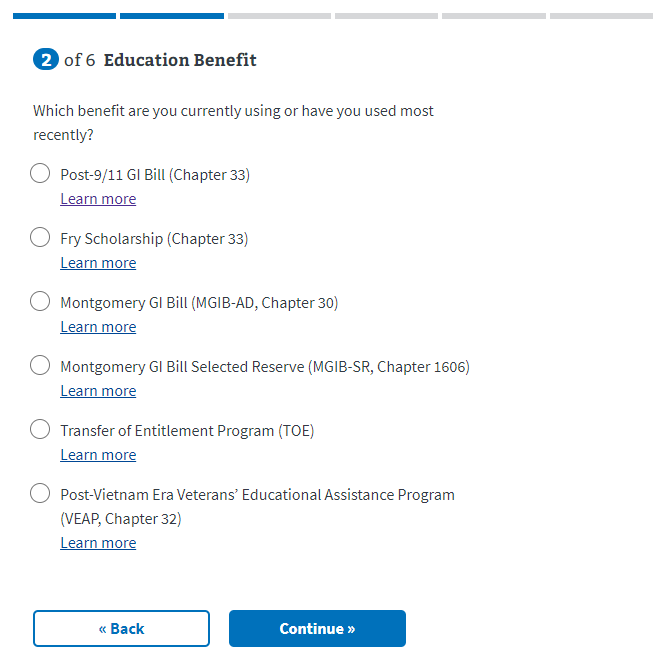 2 of 6 Education Benefit
Which benefit are you currently using or have you used most
recently?
Post-9/11 GI Bill (Chapter 33)
Learn more
Fry Scholarship (Chapter 33)
Learn more
Montgomery GI Bill (MGIB-AD, Chapter 30)
Learn more
Montgomery GI Bill Selected Reserve (MGIB-SR, Chapter 1606)
Learn more
Transfer of Entitlement Program (TOE)
Learn more
Post-Vietnam Era Veterans’ Educational Assistance Program
(VEAP, Chapter 32)
Learn more
« Back
Continue »